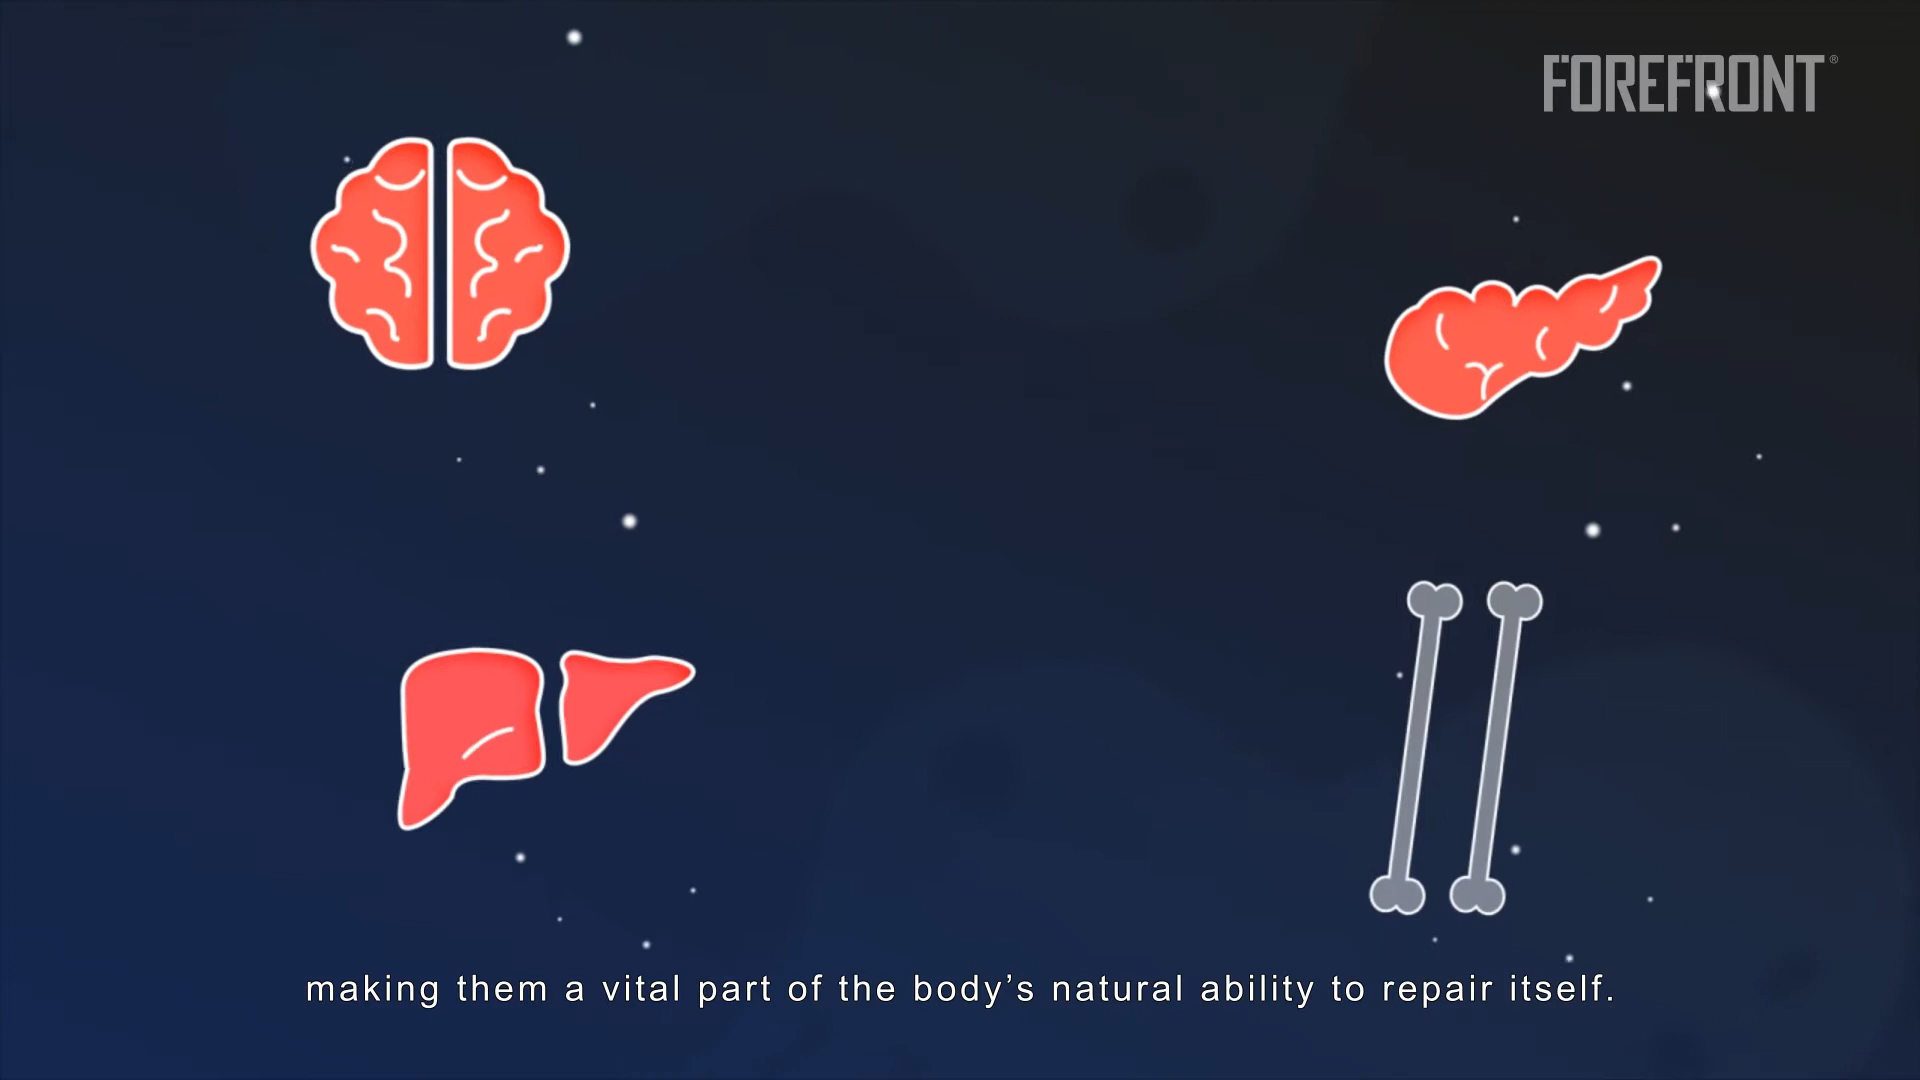 FOREFRONT®
making them a vital part of the body’s natural ability to repair itself.